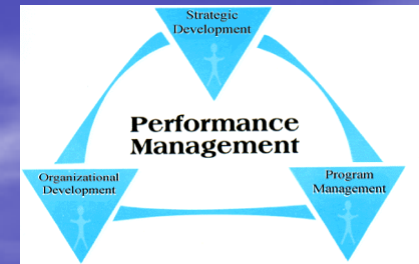 Strategic
Development
Performance
Management
Organizational
Development
Program
Management